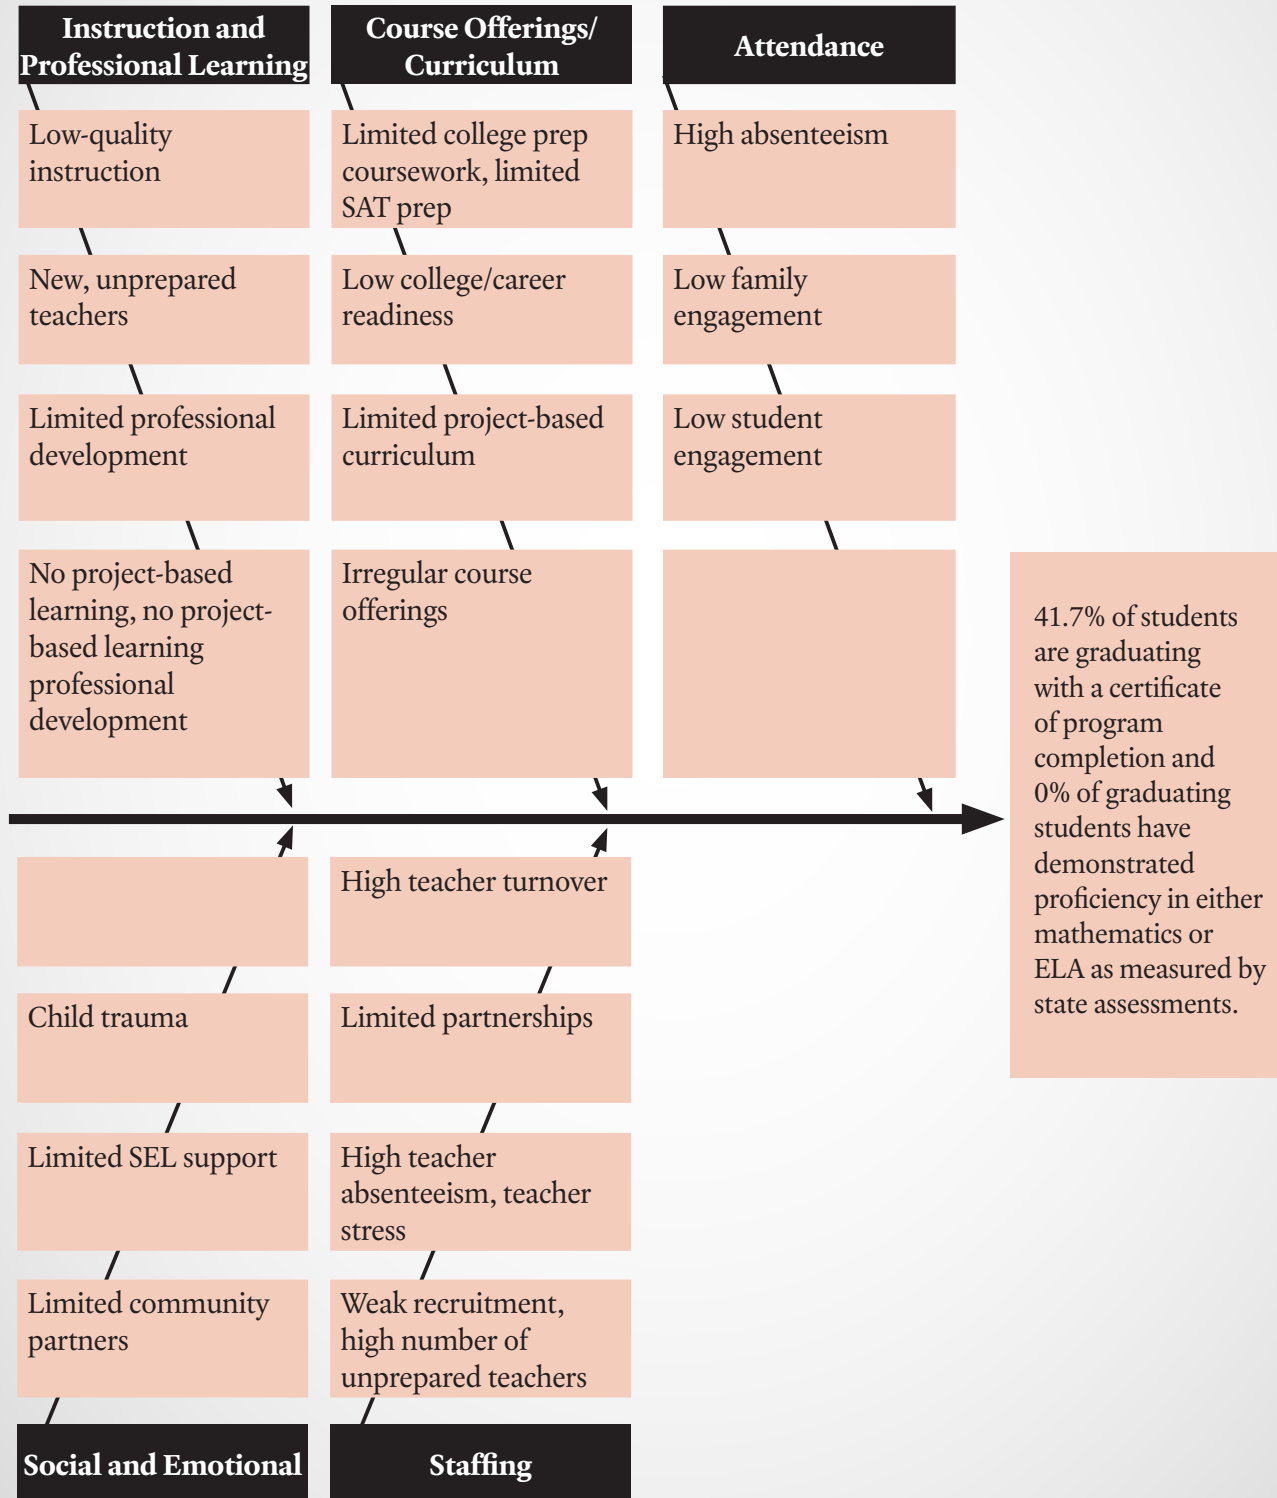 Instruction and
Professional Learning
Low-quality
instruction
New, unprepared
teachers
Limited professional
development
No project-based
learning, no project-
based learning
professional
development
Course Offerings/
Curriculum
Limited college prep
coursework, limited
SAT prep
Low college/career
readiness
Limited project-based
curriculum
Irregular course
offerings
Attendance
High absenteeism
Low family
engagement
Low student
engagement
41.7% of students
are graduating
with a certificate
of program
completion and
0% of graduating
students have
demonstrated
proficiency in either
mathematics or
ELA as measured by
state assessments.
Child trauma
Limited SEL support
Limited community
partners
Social and Emotional
High teacher turnover
Limited partnerships
High teacher
absenteeism, teacher
stress
Weak recruitment,
high number of
unprepared teachers
Staffing